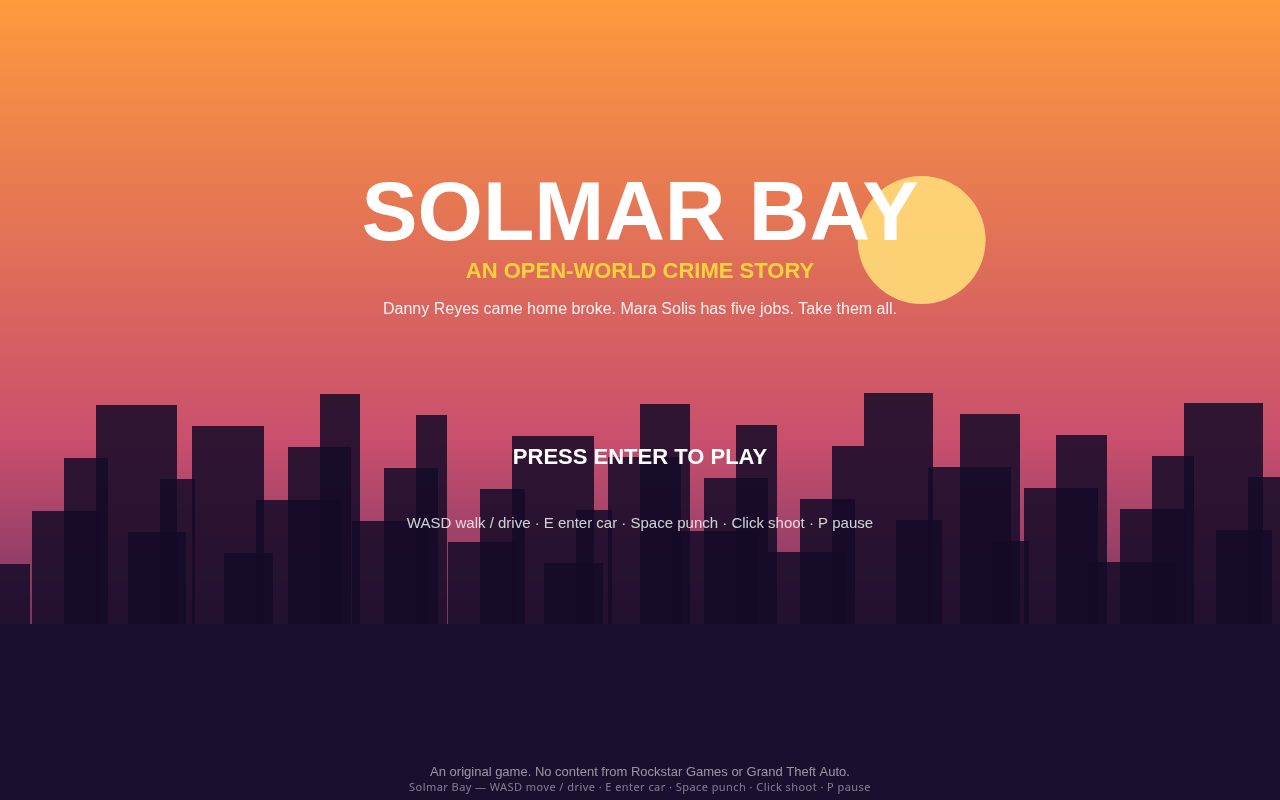 SOLMAR BAY
AN OPEN-WORLD CRIME STORY
Danny Reyes came home broke. Mara Solis has five jobs. Take them all.
PRESS ENTER TO PLAY
WASD walk / drive · E enter car · Space punch · Click shoot · P pause
An original game. No content from Rockstar Games or Grand Theft Auto.
Solmar Bay — WASD move / drive · E enter car · Space punch · Click shoot · P pause